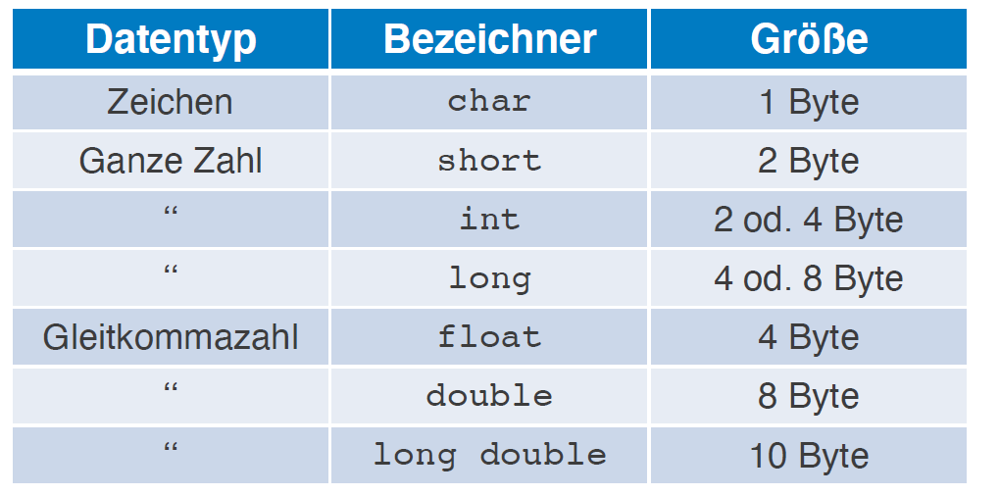 Datentyp Bezeichner Größe
Zeichen char 1 Byte
Ganze Zahl short 2 Byte
“ int 2 od. 4 Byte
“ long 4 od. 8 Byte
Gleitkommazahl float 4 Byte
“ double 8 Byte
“ long double 10 Byte